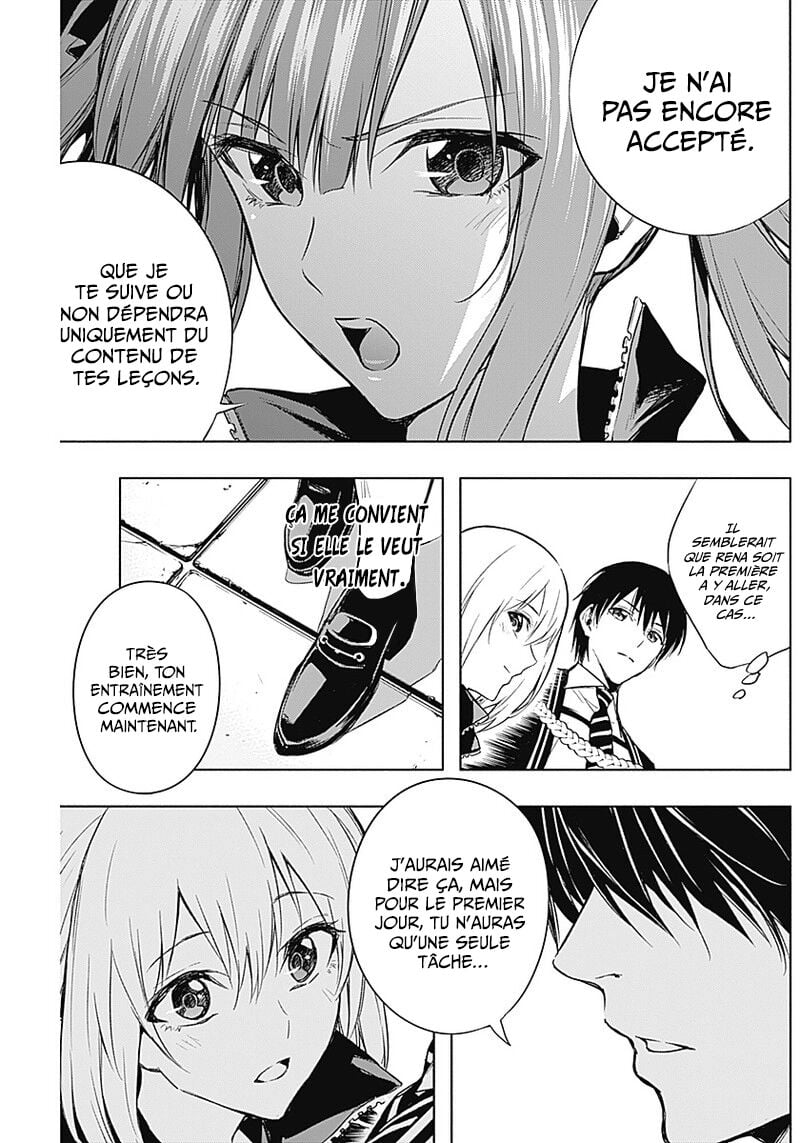 JE N'AI
PAS ENCORE
ACCEPTÉ.
QUE JE
TE SUIVE OU
NON DÉPENDRA
UNIQUEMENT DU
CONTENU DE
TES LEÇONS.
IL
SEMBLERAIT
QUE RENA SOIT
LA PREMIÈRE
A Y ALLER,
DANS CE
CAS...
ÇA ME CONVIENT
SI ELLE LE VEUT
VRAIMENT.
TRÈS
BIEN, TON
ENTRAÎNEMENT
COMMENCE
MAINTENANT.
J'AURAIS AIMÉ
DIRE ÇA, MAIS
POUR LE PREMIER
JOUR, TU N'AURAS
QU'UNE SEULE
TÂCHE...